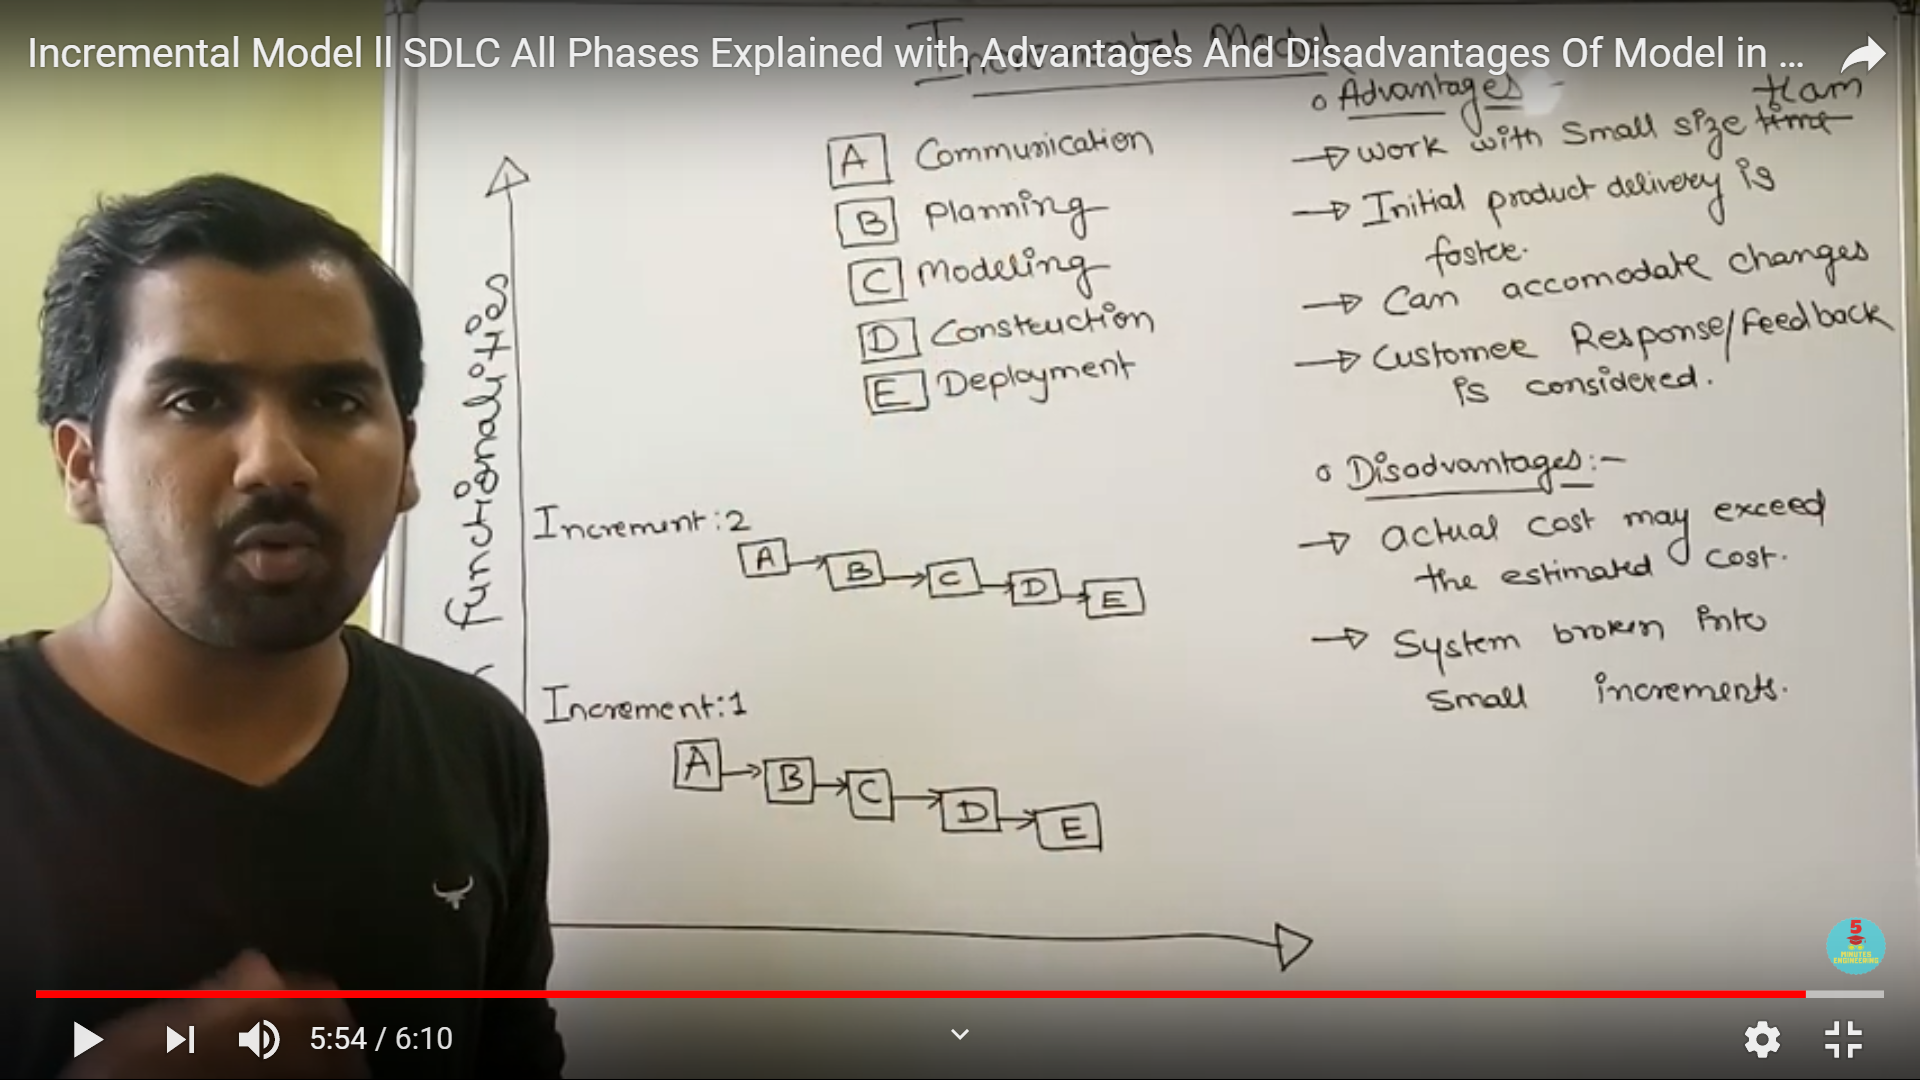 Incremental Model ll SDLC All Phases Explained with Advantages And Disadvantages Of Model in ...
Incremental Model
A Communication
B Planning
C Modeling
D Construction
E Deployment
functionalities
Increment:2
A B C D E
Increment:1
A B C D E
Advantages:-
team
work with small size time
Initial product delivery is
faster.
Can accomodate changes
Customer Response/Feedback
is considered.
Disadvantages:-
actual cost may exceed
the estimated cost.
System broken into
small increments.
5
MINUTES
ENGINEERING
5:54 / 6:10